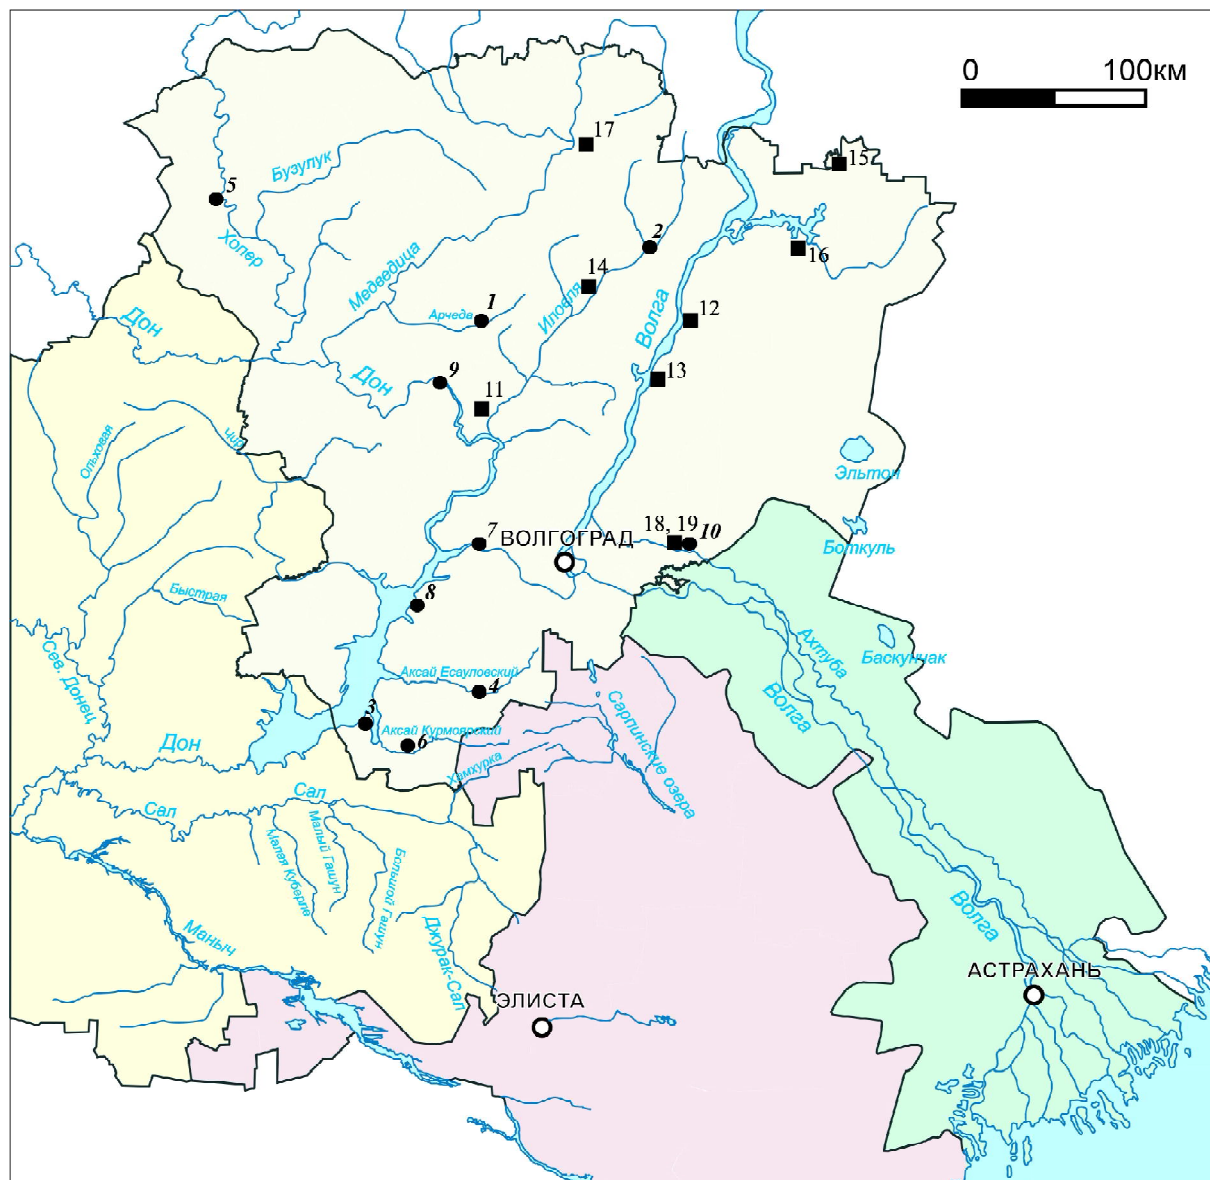 0 100км
17
15
Бузулук
5
2
Хопер
16
14
Медведица
1
Иловля
Волга
12
Арчеда
Дон
9
13
Дон
11
Чир
Ольховая
Эльтон
18, 19 10
7
ВОЛГОГРАД
Боткуль
Быстрая
8
Ахтуба
Баскунчак
Сев. Донец
Аксай Есауловский
4
Волга
Сарпинские озера
3
Аксай Курмоярский
6
Дон
Хамхурка
Сал
Сал
Малый Гашун
Малая Куберле
Большой Гашун
Джурак-Сал
Волга
Маныч
АСТРАХАНЬ
ЭЛИСТА